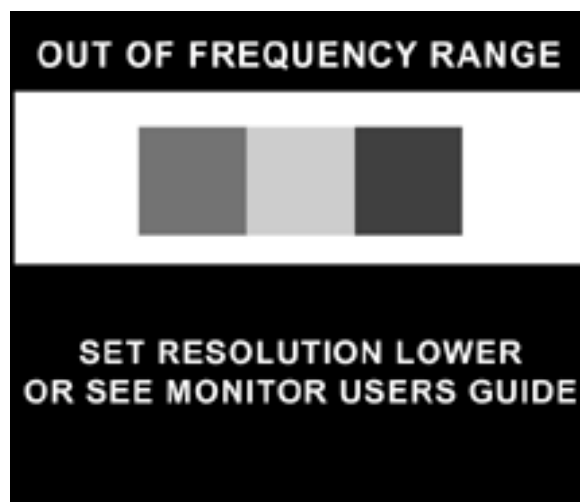 OUT OF FREQUENCY RANGE
SET RESOLUTION LOWER
OR SEE MONITOR USERS GUIDE